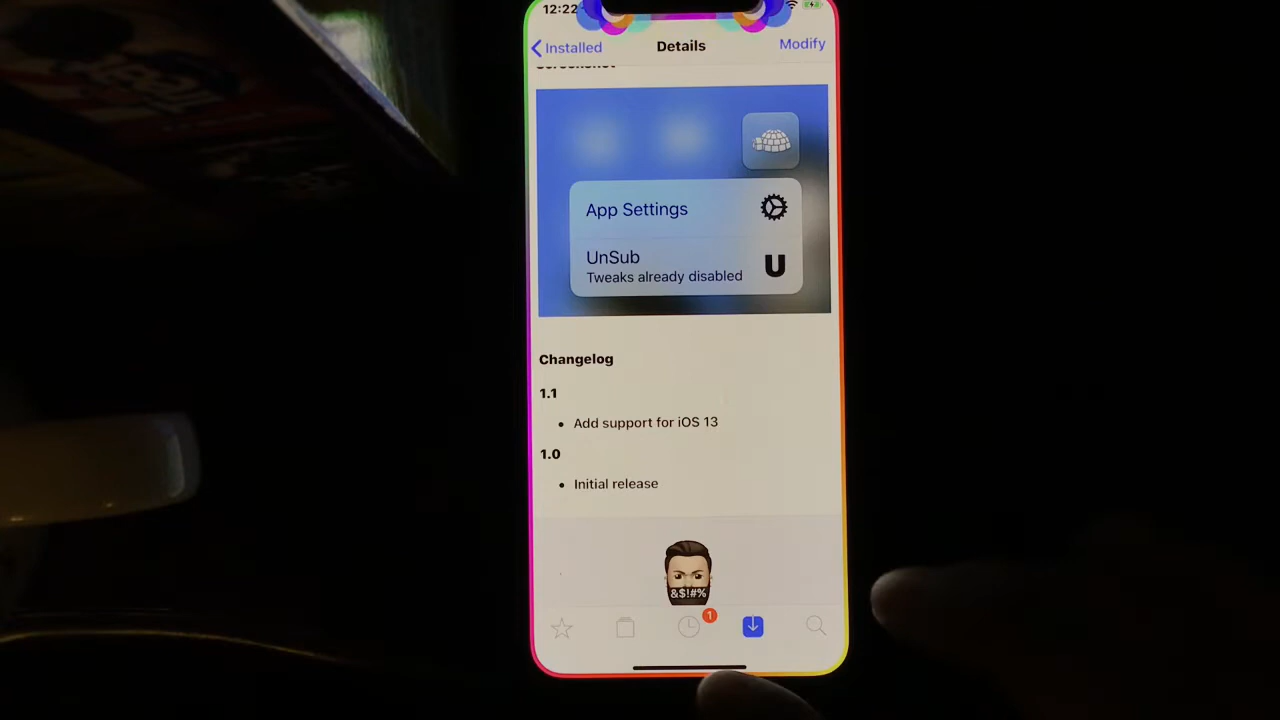 12:22
Installed
Details
Modify
Screenshot
App Settings
UnSub
Tweaks already disabled
U
Changelog
1.1
Add support for iOS 13
1.0
Initial release
&$!#%
1